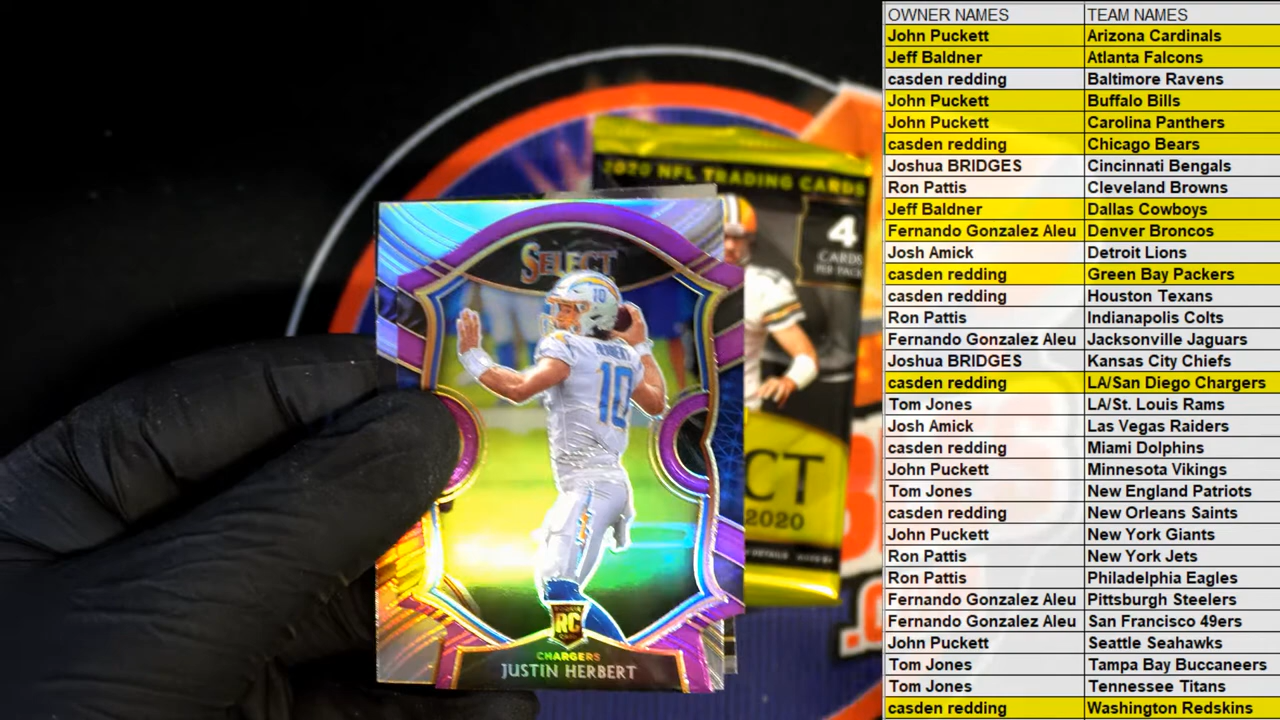 OWNER NAMES TEAM NAMES
John Puckett Arizona Cardinals
Jeff Baldner Atlanta Falcons
casden redding Baltimore Ravens
John Puckett Buffalo Bills
John Puckett Carolina Panthers
casden redding Chicago Bears
Joshua BRIDGES Cincinnati Bengals
Ron Pattis Cleveland Browns
Jeff Baldner Dallas Cowboys
Fernando Gonzalez Aleu Denver Broncos
Josh Amick Detroit Lions
casden redding Green Bay Packers
casden redding Houston Texans
Ron Pattis Indianapolis Colts
Fernando Gonzalez Aleu Jacksonville Jaguars
Joshua BRIDGES Kansas City Chiefs
casden redding LA/San Diego Chargers
Tom Jones LA/St. Louis Rams
Josh Amick Las Vegas Raiders
casden redding Miami Dolphins
John Puckett Minnesota Vikings
Tom Jones New England Patriots
casden redding New Orleans Saints
John Puckett New York Giants
Ron Pattis New York Jets
Ron Pattis Philadelphia Eagles
Fernando Gonzalez Aleu Pittsburgh Steelers
Fernando Gonzalez Aleu San Francisco 49ers
John Puckett Seattle Seahawks
Tom Jones Tampa Bay Buccaneers
Tom Jones Tennessee Titans
casden redding Washington Redskins
2020 NFL TRADING CARDS
4
CARDS
PER PACK
SELECT
10
HERBERT
10
CT
2020
ROOKIE
RC
CHARGERS
JUSTIN HERBERT